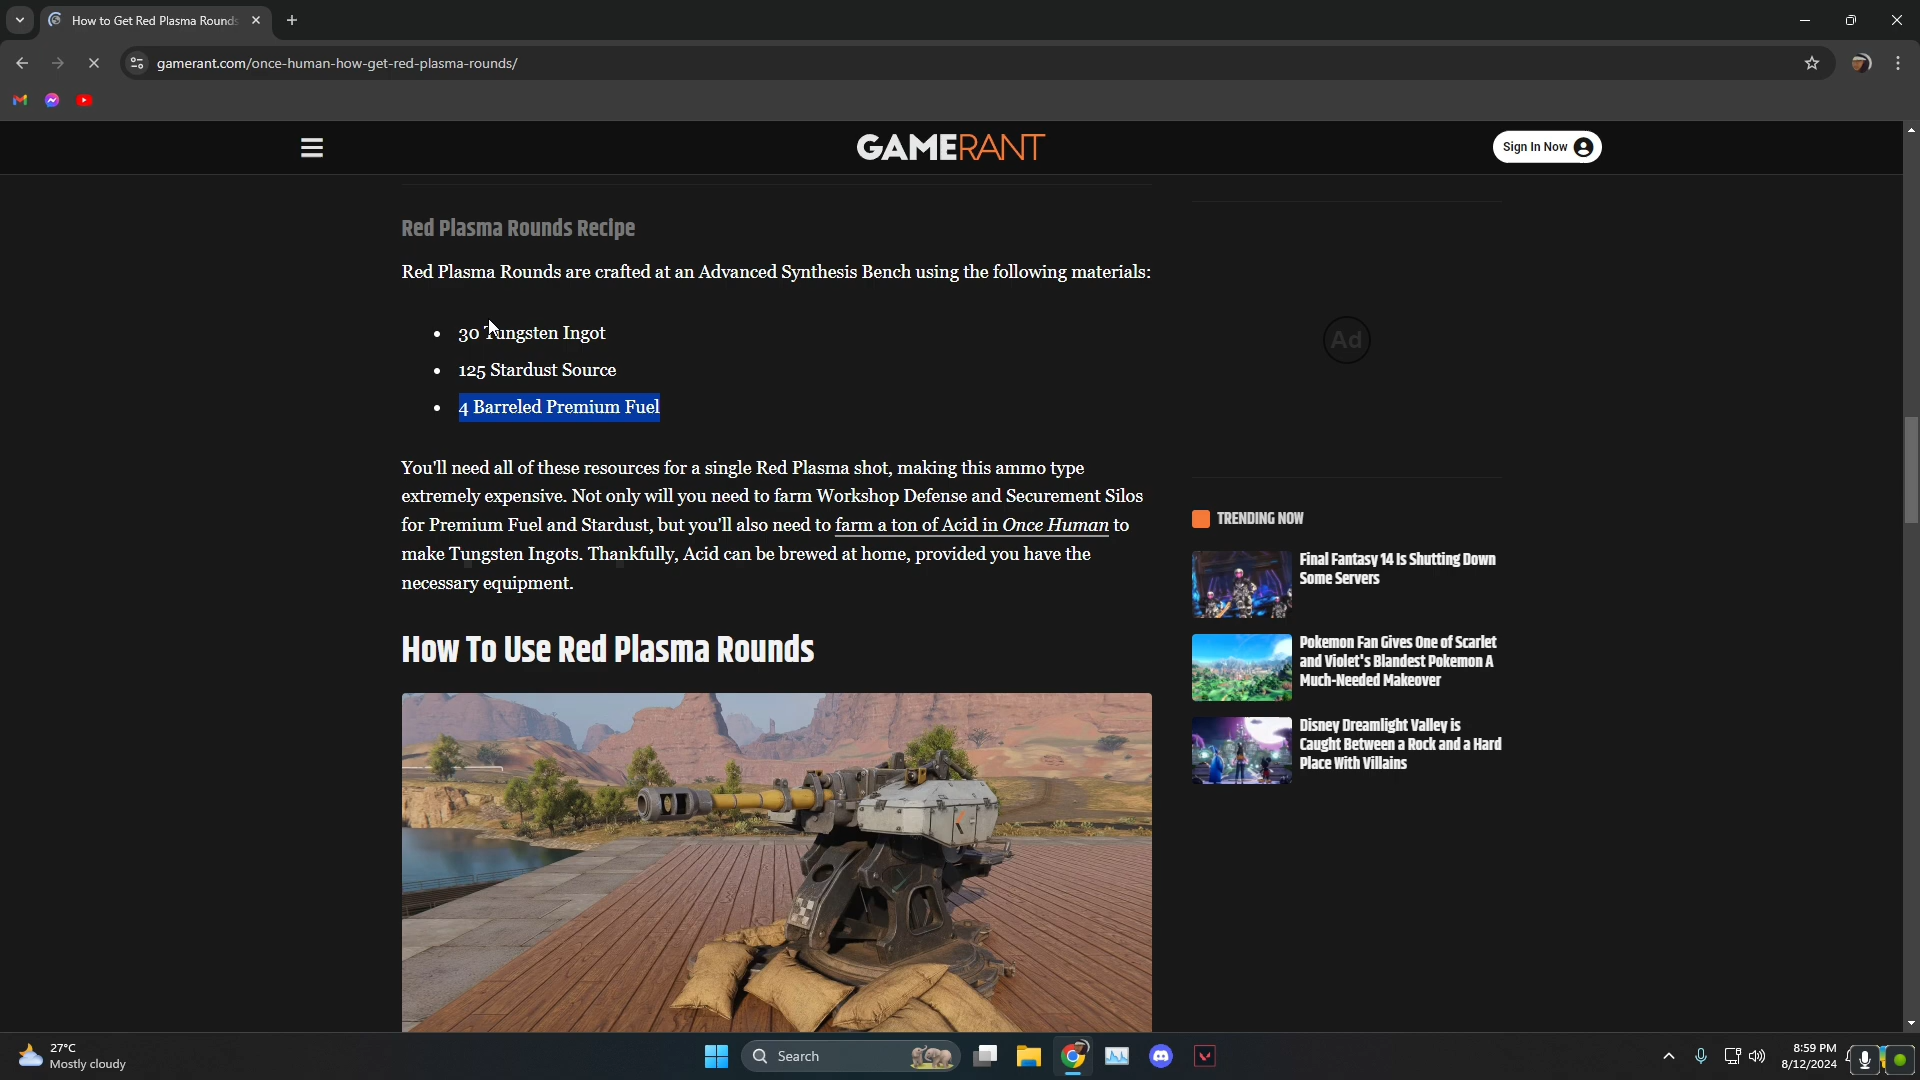 How to Get Red Plasma Rounds
gamerant.com/once-human-how-get-red-plasma-rounds/
GAMERANT
Sign In Now
Red Plasma Rounds Recipe
Red Plasma Rounds are crafted at an Advanced Synthesis Bench using the following materials:
• 30 Tungsten Ingot
• 125 Stardust Source
• 4 Barreled Premium Fuel
Ad
You'll need all of these resources for a single Red Plasma shot, making this ammo type
extremely expensive. Not only will you need to farm Workshop Defense and Securement Silos
for Premium Fuel and Stardust, but you'll also need to farm a ton of Acid in Once Human to
make Tungsten Ingots. Thankfully, Acid can be brewed at home, provided you have the
necessary equipment.
How To Use Red Plasma Rounds
TRENDING NOW
Final Fantasy 14 Is Shutting Down
Some Servers
Pokemon Fan Gives One of Scarlet
and Violet's Blandest Pokemon A
Much-Needed Makeover
Disney Dreamlight Valley is
Caught Between a Rock and a Hard
Place With Villains
27°C
Mostly cloudy
Search
8:59 PM
8/12/2024